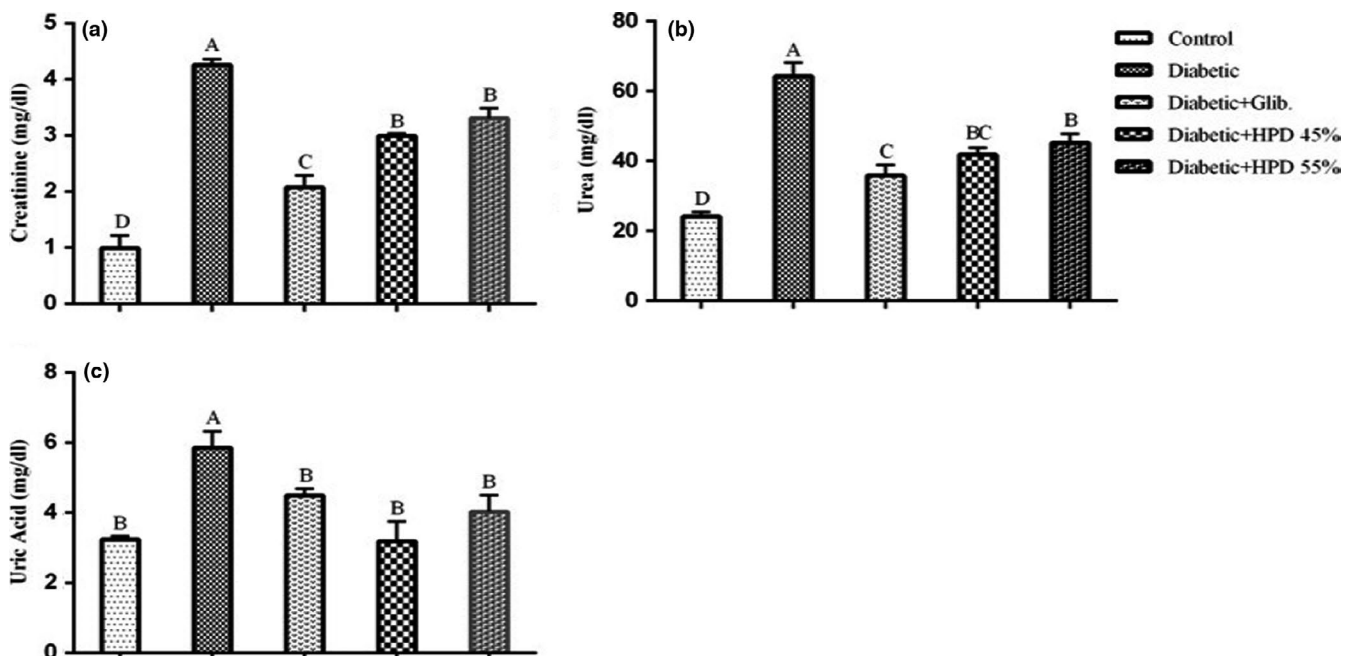 (a)
Creatinine (mg/dl)
5
4
3
2
1
0
D
A
C
B
B
(b)
Urea (mg/dl)
80
60
40
20
0
D
A
C
BC
B
Control
Diabetic
Diabetic+Glib.
Diabetic+HPD 45%
Diabetic+HPD 55%
(c)
Uric Acid (mg/dl)
8
6
4
2
0
B
A
B
B
B